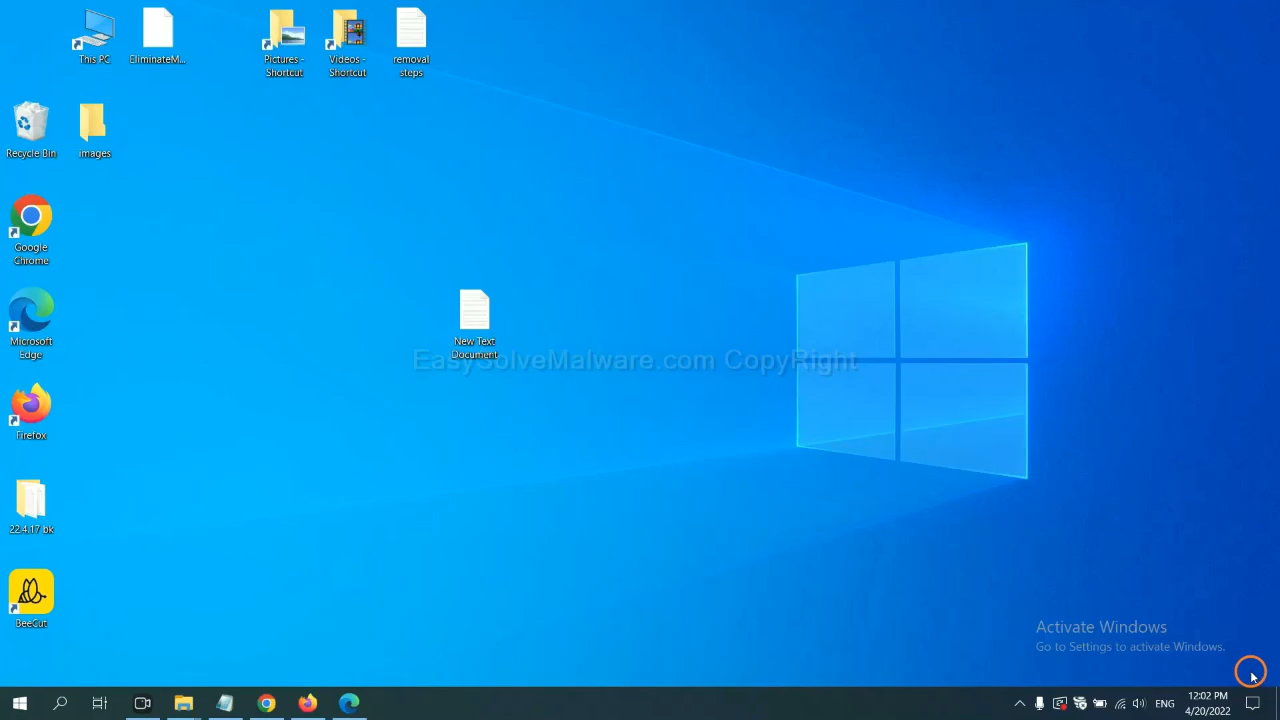 This PC
EliminateM...
Pictures -
Shortcut
Videos -
Shortcut
removal
steps
Recycle Bin
images
Google
Chrome
New Text
Document
Microsoft
Edge
EasySolveMalware.com CopyRight
Firefox
22.4.17 bk
BeeCut
Activate Windows
Go to Settings to activate Windows.
ENG
12:02 PM
4/20/2022